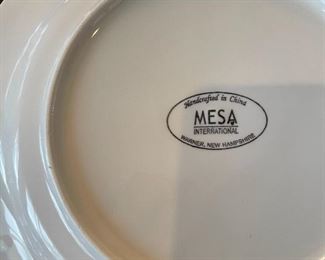 Handcrafted in China
MESA
INTERNATIONAL
WARNER, NEW HAMPSHIRE